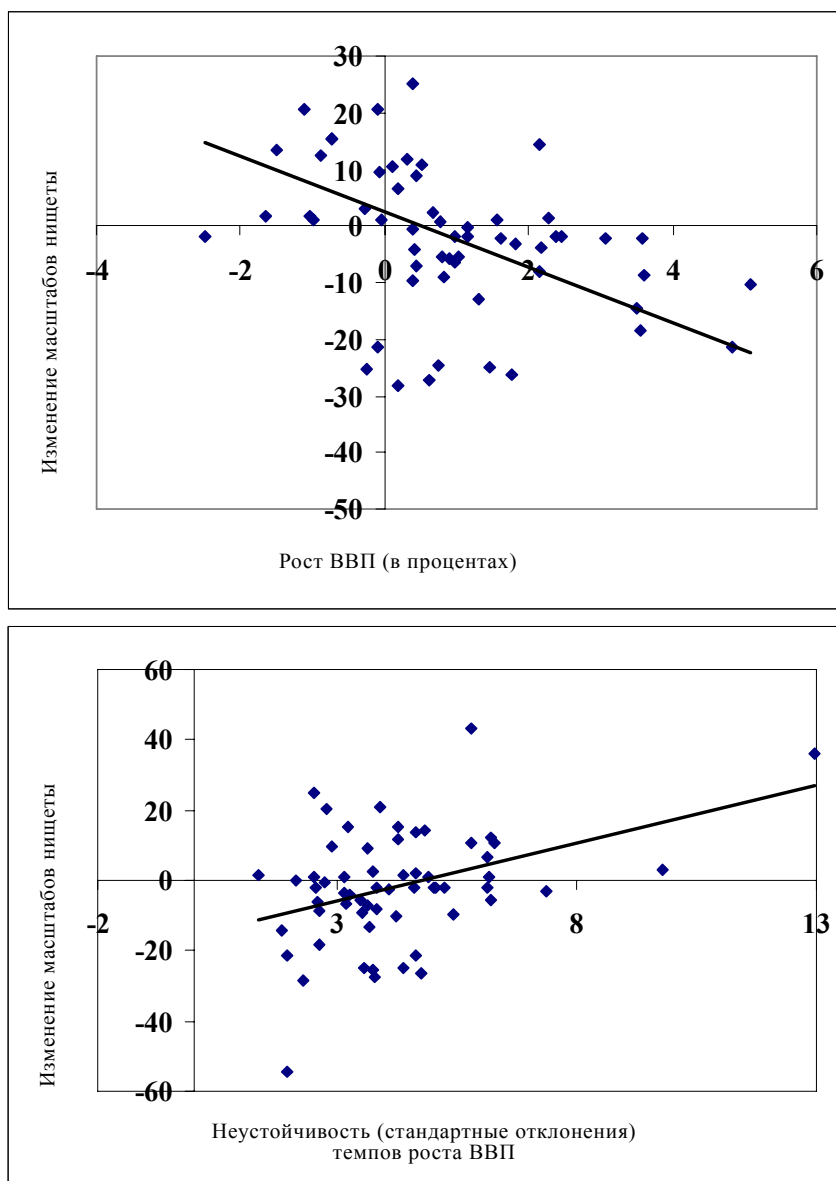 30
20
10
0
-4 -2 0 2 4 6
-10
-20
-30
-40
-50
Изменение масштабов нищеты
Рост ВВП (в процентах)
60
40
20
0
-2 3 8 13
-20
-40
-60
Изменение масштабов нищеты
Неустойчивость (стандартные отклонения)
темпов роста ВВП